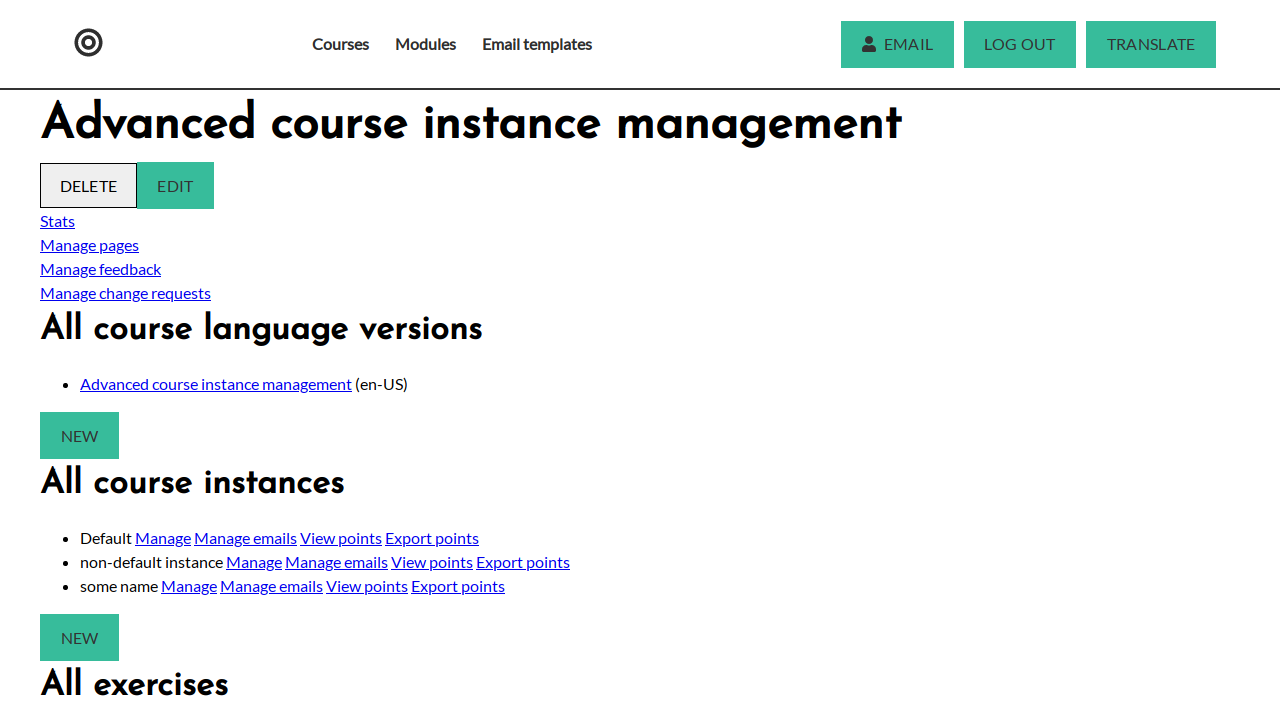 Courses Modules Email templates EMAIL LOG OUT TRANSLATE
Advanced course instance management
DELETE EDIT
Stats
Manage pages
Manage feedback
Manage change requests
All course language versions
Advanced course instance management (en-US)
NEW
All course instances
Default Manage Manage emails View points Export points
non-default instance Manage Manage emails View points Export points
some name Manage Manage emails View points Export points
NEW
All exercises